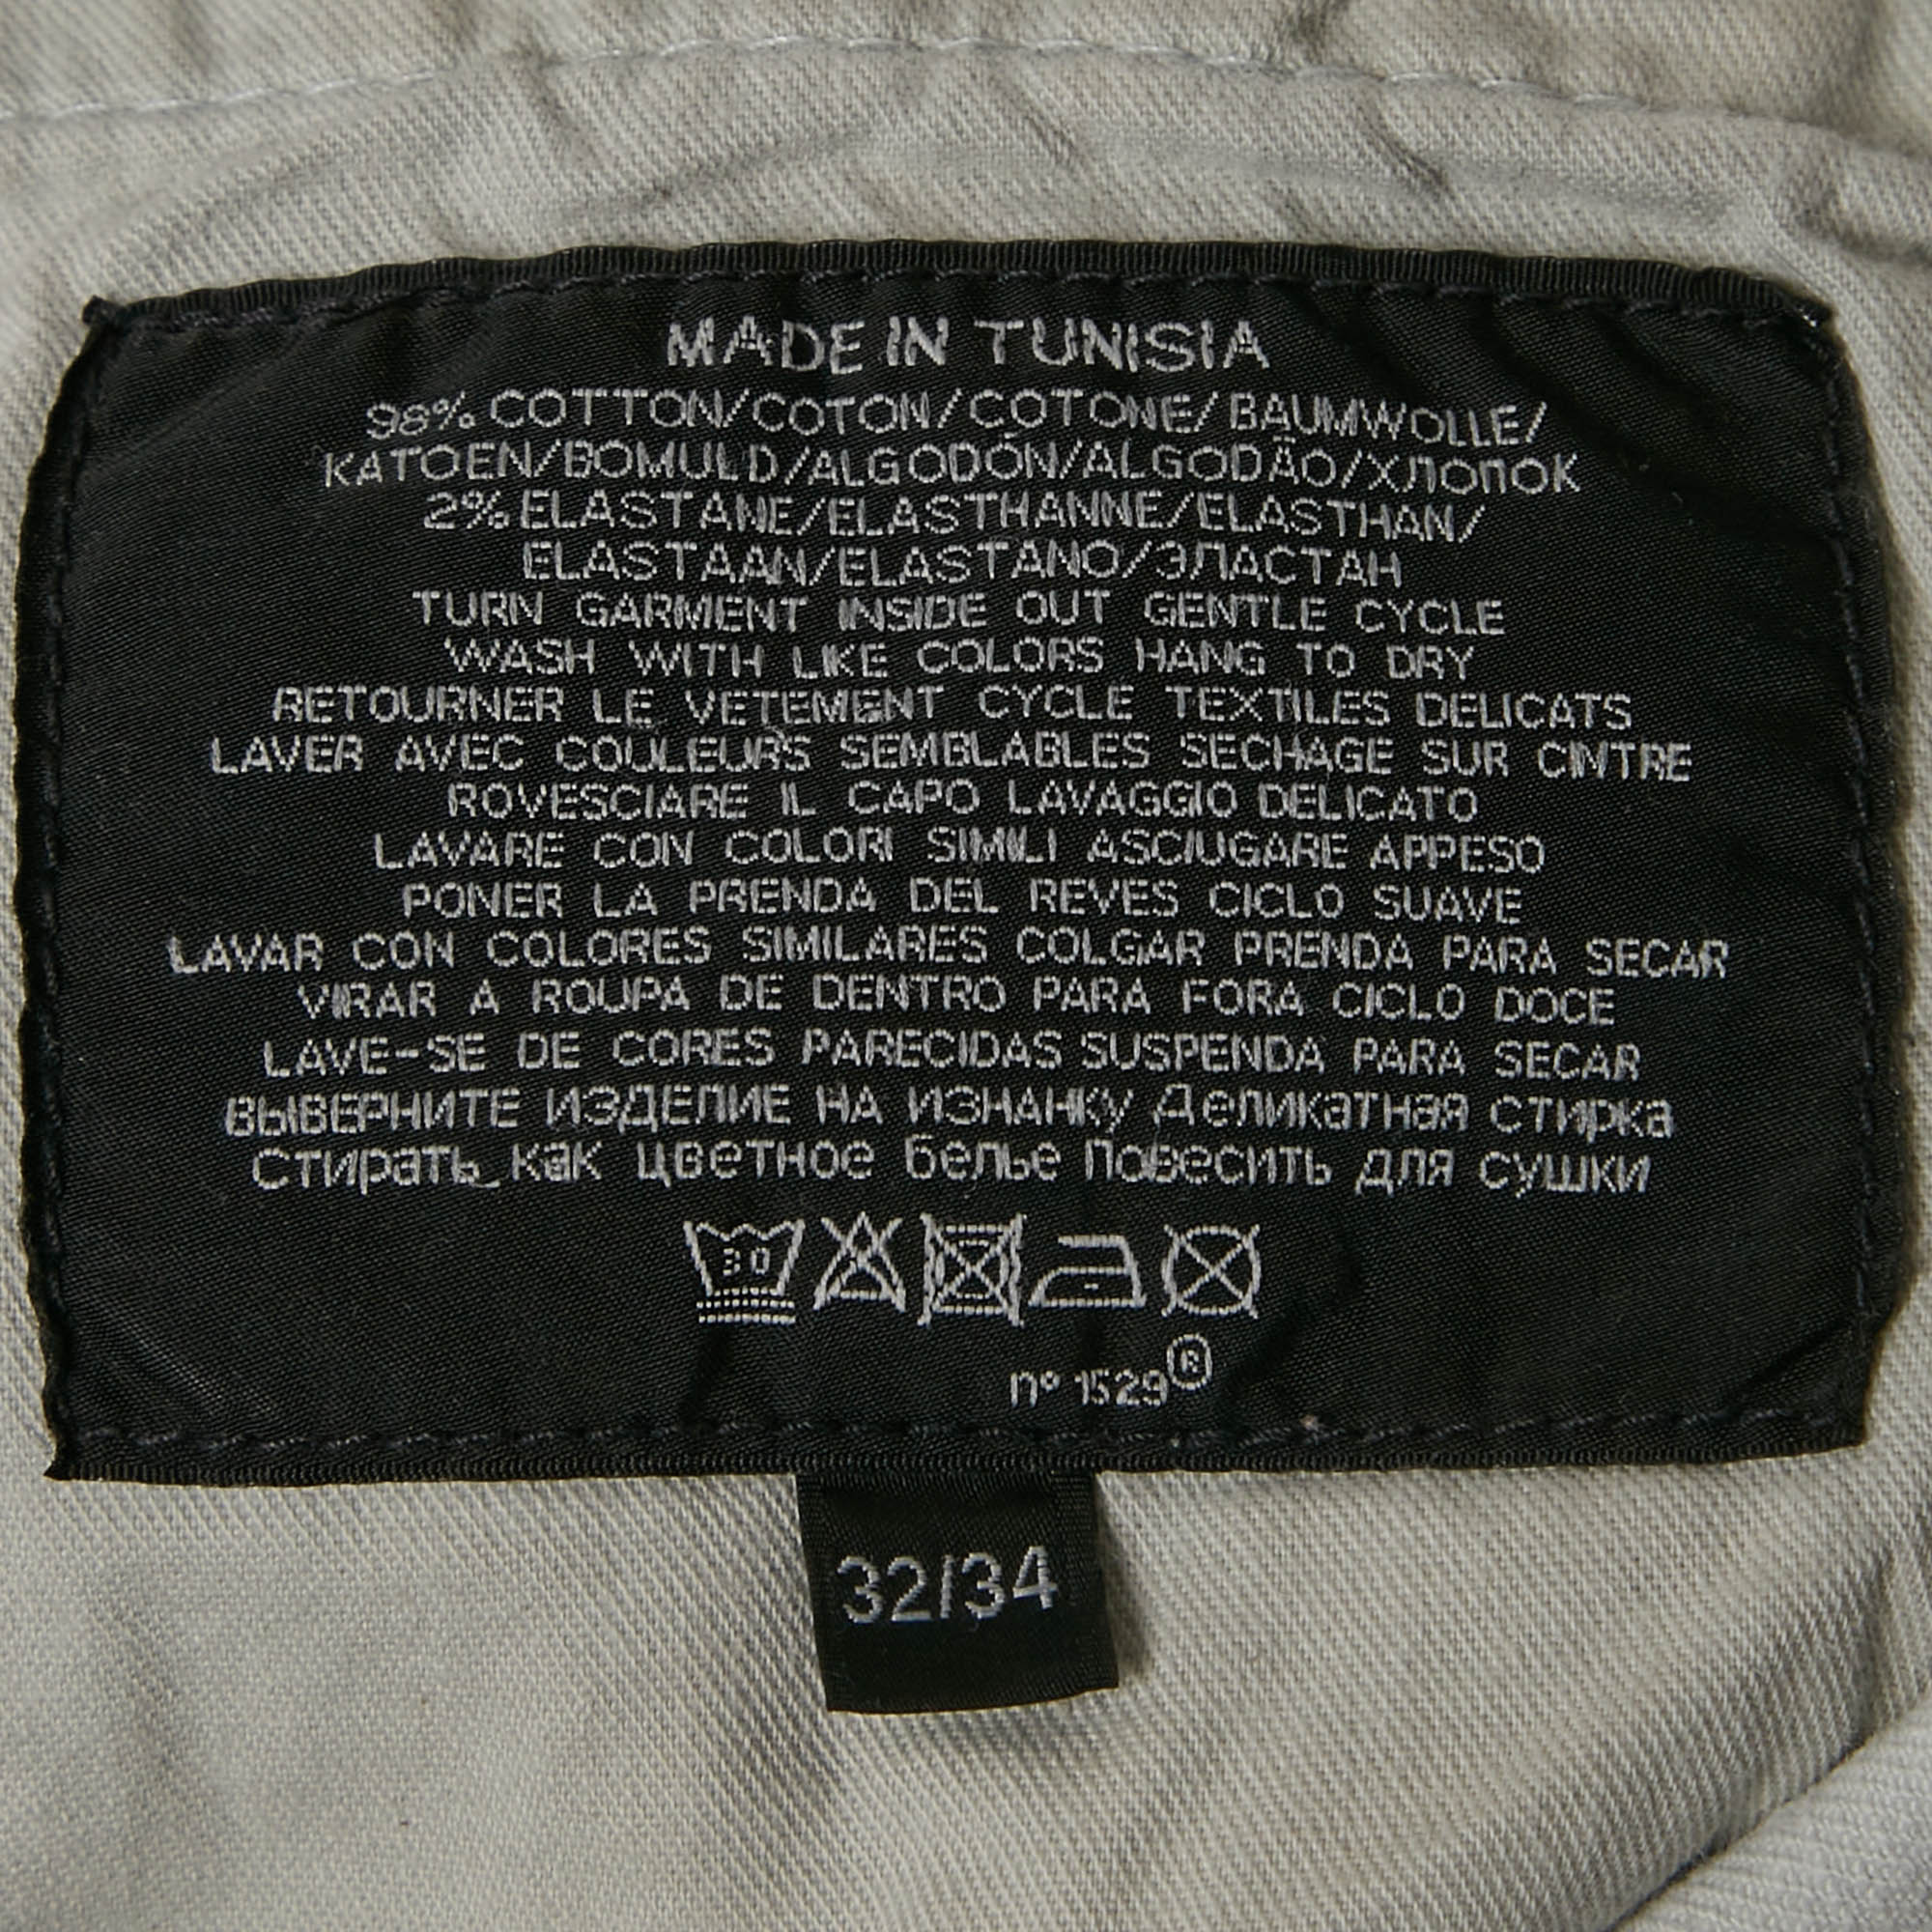 MADE IN TUNISIA
98% COTTON/COTON/COTONE/BAUMWOLLE/
KATOEN/BOMULD/ALGODÓN/ALGODÃO/ХЛОПОК
2% ELASTANE/ELASTHANNE/ELASTHAN/
ELASTAAN/ELASTANO/ЭЛАСТАН
TURN GARMENT INSIDE OUT GENTLE CYCLE
WASH WITH LIKE COLORS HANG TO DRY
RETOURNER LE VETEMENT CYCLE TEXTILES DELICATS
LAVER AVEC COULEURS SEMBLABLES SECHAGE SUR CINTRE
ROVESCIARE IL CAPO LAVAGGIO DELICATO
LAVARE CON COLORI SIMILI ASCIUGARE APPESO
PONER LA PRENDA DEL REVES CICLO SUAVE
LAVAR CON COLORES SIMILARES COLGAR PRENDA PARA SECAR
VIRAR A ROUPA DE DENTRO PARA FORA CICLO DOCE
LAVE-SE DE CORES PARECIDAS SUSPENDA PARA SECAR
ВЫВЕРНИТЕ ИЗДЕЛИЕ НА ИЗНАНКУ Деликатная стирка
Стирать как цветное белье Повесить для сушки
30
n° 1529®
32/34